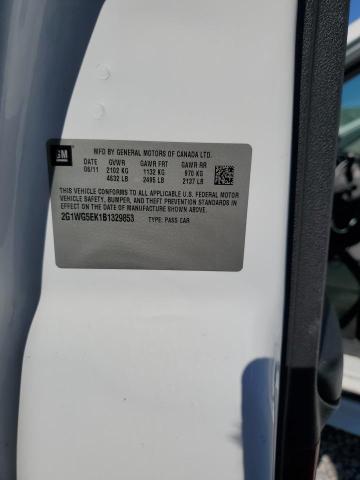 GM
MFD BY GENERAL MOTORS OF CANADA LTD.
DATE GVWR GAWR FRT GAWR RR
06/11 2102 KG 1132 KG 970 KG
4632 LB 2495 LB 2137 LB
THIS VEHICLE CONFORMS TO ALL APPLICABLE U.S. FEDERAL MOTOR
VEHICLE SAFETY, BUMPER, AND THEFT PREVENTION STANDARDS IN
EFFECT ON THE DATE OF MANUFACTURE SHOWN ABOVE.
2G1WG5EK1B1329853 TYPE: PASS CAR